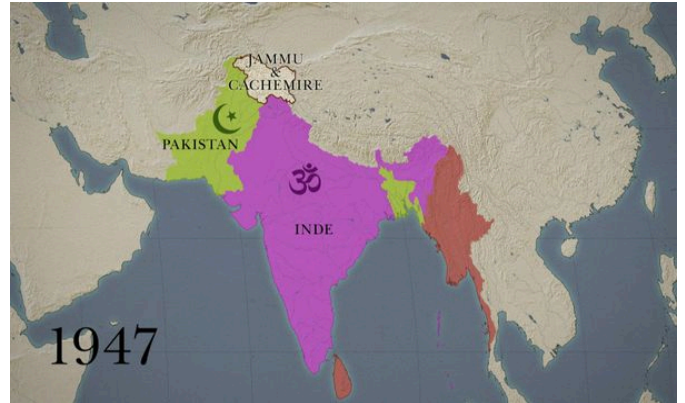 JAMMU
&
CACHEMIRE
PAKISTAN
ॐ
INDE
1947